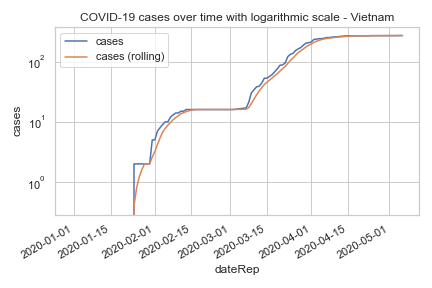 COVID-19 cases over time with logarithmic scale - Vietnam
cases
cases (rolling)
10²
10¹
10⁰
cases
2020-01-01
2020-01-15
2020-02-01
2020-02-15
2020-03-01
2020-03-15
2020-04-01
2020-04-15
2020-05-01
dateRep